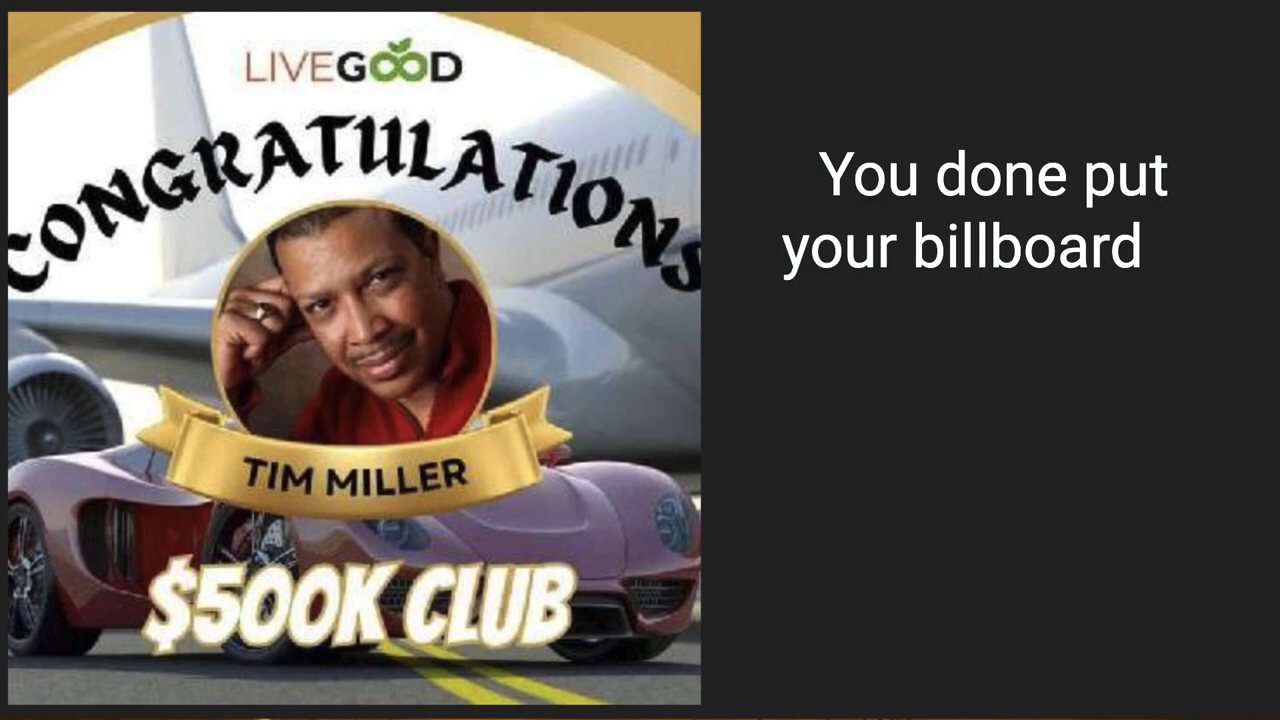 LIVEGOOD
CONGRATULATIONS
TIM MILLER
$500K CLUB
You done put
your billboard